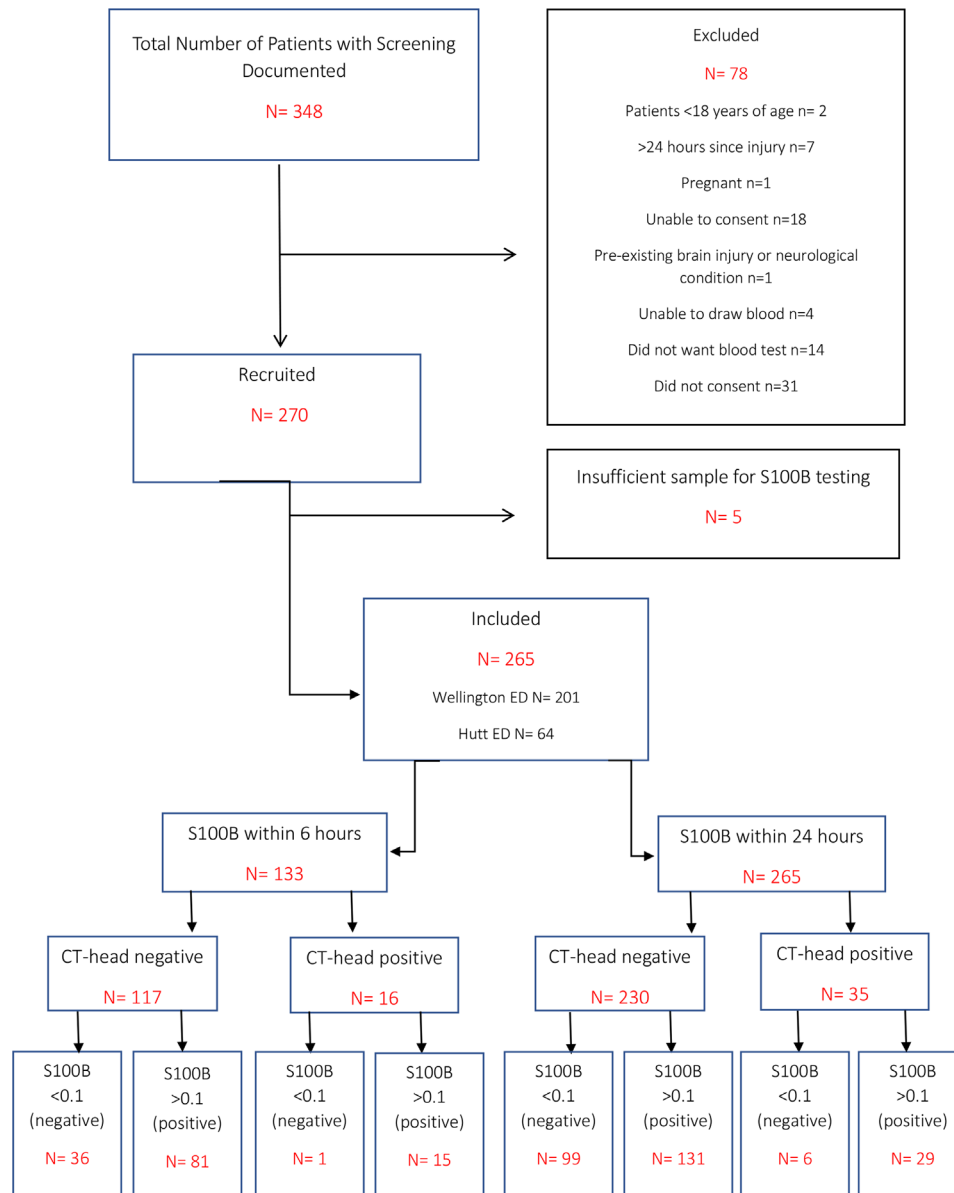 Total Number of Patients with Screening
Documented
N= 348
Excluded
N= 78
Patients <18 years of age n= 2
>24 hours since injury n=7
Pregnant n=1
Unable to consent n=18
Pre-existing brain injury or neurological
condition n=1
Unable to draw blood n=4
Did not want blood test n=14
Did not consent n=31
Recruited
N= 270
Insufficient sample for S100B testing
N= 5
Included
N= 265
Wellington ED N= 201
Hutt ED N= 64
S100B within 6 hours
N= 133
S100B within 24 hours
N= 265
CT-head negative
N= 117
CT-head positive
N= 16
CT-head negative
N= 230
CT-head positive
N= 35
S100B
<0.1
(negative)
N= 36
S100B
>0.1
(positive)
N= 81
S100B
<0.1
(negative)
N= 1
S100B
>0.1
(positive)
N= 15
S100B
<0.1
(negative)
N= 99
S100B
>0.1
(positive)
N= 131
S100B
<0.1
(negative)
N= 6
S100B
>0.1
(positive)
N= 29